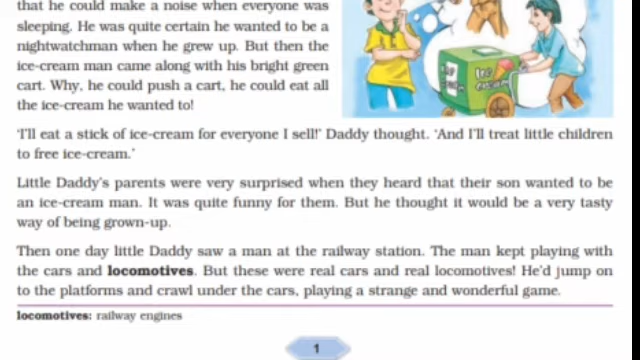 that he could make a noise when everyone was
sleeping. He was quite certain he wanted to be a
nightwatchman when he grew up. But then the
ice-cream man came along with his bright green
cart. Why, he could push a cart, he could eat all
the ice-cream he wanted to!
'I'll eat a stick of ice-cream for everyone I sell!' Daddy thought. 'And I'll treat little children
to free ice-cream.'
Little Daddy's parents were very surprised when they heard that their son wanted to be
an ice-cream man. It was quite funny for them. But he thought it would be a very tasty
way of being grown-up.
Then one day little Daddy saw a man at the railway station. The man kept playing with
the cars and locomotives. But these were real cars and real locomotives! He'd jump on
to the platforms and crawl under the cars, playing a strange and wonderful game.
locomotives: railway engines
1